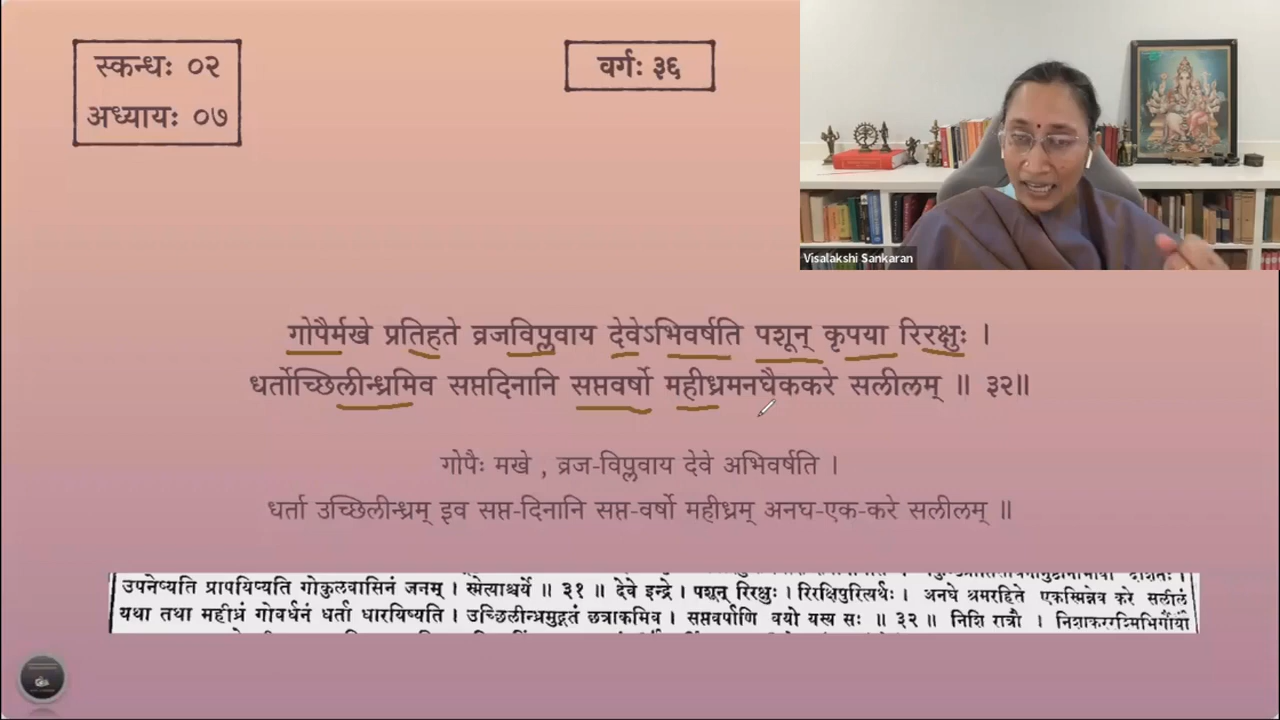 स्कन्धः ०२
अध्यायः ०७
वर्गः ३६
Visalakshi Sankaran
गोपैर्मखे प्रतिहते व्रजविप्लवाय देवेऽभिवर्षति पशून् कृपया रिरक्षुः ।
धर्तोच्छिलीन्ध्रमिव सप्तदिनानि सप्तवर्षो महीध्रमनघैककरे सलीलम् ॥ ३२॥
गोपैः मखे , व्रज-विप्लवाय देवे अभिवर्षति ।
धर्ता उच्छिलीन्ध्रम् इव सप्त-दिनानि सप्त-वर्षो महीध्रम् अनघ-एक-करे सलीलम् ॥
उपनेष्यति प्रापयिष्यति गोकुलवासिनं जनम् । स्मेत्याश्चर्ये ॥ ३१ ॥ देवे इन्द्रे । पशून् रिरक्षुः । रिरक्षिषुरित्यर्थः । अनघे श्रमरहिते एकस्मिन्नेव करे सलीलं
यथा तथा महीध्रं गोवर्धनं धर्ता धारयिष्यति । उच्छिलीन्ध्रमुद्गतं छत्राकमिव । सप्तवर्षाणि वयो यस्य सः ॥ ३२ ॥ निशि रात्रौ ।